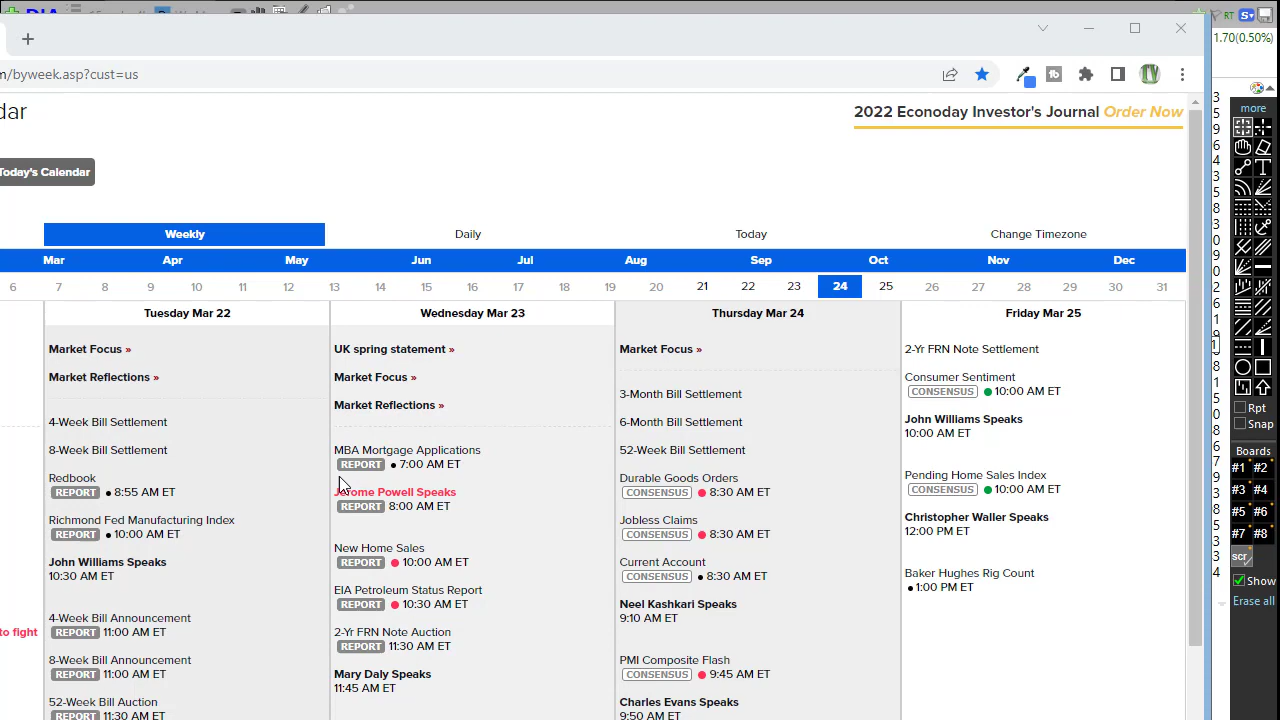 DIA
RT
1.70(0.50%)
m/byweek.asp?cust=us
dar
2022 Econoday Investor's Journal Order Now
Today's Calendar
Weekly
Daily
Today
Change Timezone
Mar
Apr
May
Jun
Jul
Aug
Sep
Oct
Nov
Dec
6 7 8 9 10 11 12 13 14 15 16 17 18 19 20 21 22 23 24 25 26 27 28 29 30 31
Tuesday Mar 22
Market Focus »
Market Reflections »
4-Week Bill Settlement
8-Week Bill Settlement
Redbook
REPORT 8:55 AM ET
Richmond Fed Manufacturing Index
REPORT 10:00 AM ET
John Williams Speaks
10:30 AM ET
4-Week Bill Announcement
REPORT 11:00 AM ET
8-Week Bill Announcement
REPORT 11:00 AM ET
52-Week Bill Auction
REPORT 11:30 AM ET
to fight
Wednesday Mar 23
UK spring statement »
Market Focus »
Market Reflections »
MBA Mortgage Applications
REPORT 7:00 AM ET
Jerome Powell Speaks
REPORT 8:00 AM ET
New Home Sales
REPORT 10:00 AM ET
EIA Petroleum Status Report
REPORT 10:30 AM ET
2-Yr FRN Note Auction
REPORT 11:30 AM ET
Mary Daly Speaks
11:45 AM ET
Thursday Mar 24
Market Focus »
3-Month Bill Settlement
6-Month Bill Settlement
52-Week Bill Settlement
Durable Goods Orders
CONSENSUS 8:30 AM ET
Jobless Claims
CONSENSUS 8:30 AM ET
Current Account
CONSENSUS 8:30 AM ET
Neel Kashkari Speaks
9:10 AM ET
PMI Composite Flash
CONSENSUS 9:45 AM ET
Charles Evans Speaks
9:50 AM ET
Friday Mar 25
2-Yr FRN Note Settlement
Consumer Sentiment
CONSENSUS 10:00 AM ET
John Williams Speaks
10:00 AM ET
Pending Home Sales Index
CONSENSUS 10:00 AM ET
Christopher Waller Speaks
12:00 PM ET
Baker Hughes Rig Count
1:00 PM ET
more
Rpt
Snap
Boards
#1 #2
#3 #4
#5 #6
#7 #8
scr
Show
Erase all